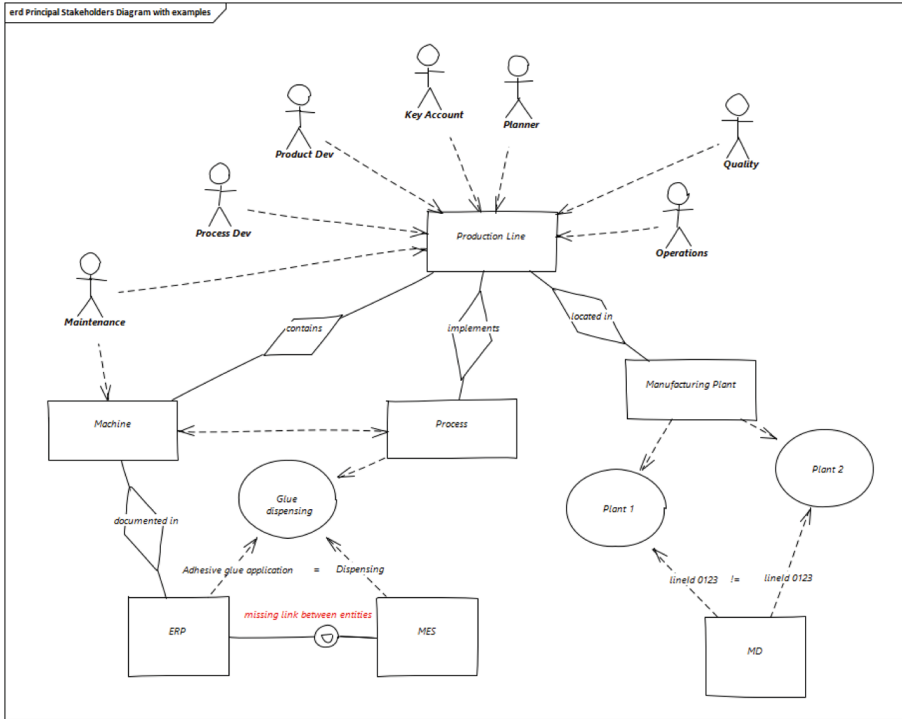 erd Principal Stakeholders Diagram with examples
Key Account
Planner
Product Dev
Quality
Process Dev
Production Line
Operations
Maintenance
contains
implements
located in
Manufacturing Plant
Machine
Process
Plant 2
Glue
dispensing
Plant 1
documented in
Adhesive glue application = Dispensing
lineId 0123 != lineId 0123
missing link between entities
ERP
MES
MD